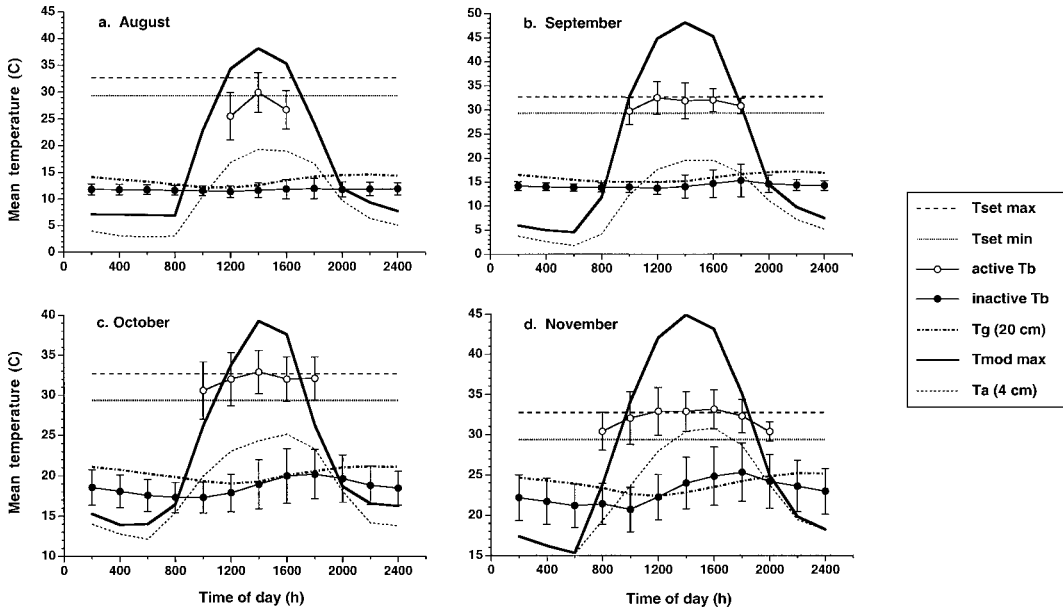 a. August
Mean temperature (C)
45
40
35
30
25
20
15
10
5
0
0 400 800 1200 1600 2000 2400
b. September
50
45
40
35
30
25
20
15
10
5
0
0 400 800 1200 1600 2000 2400
c. October
Mean temperature (C)
40
35
30
25
20
15
10
0 400 800 1200 1600 2000 2400
Time of day (h)
d. November
45
40
35
30
25
20
15
0 400 800 1200 1600 2000 2400
Time of day (h)
Tset max
Tset min
active Tb
inactive Tb
Tg (20 cm)
Tmod max
Ta (4 cm)